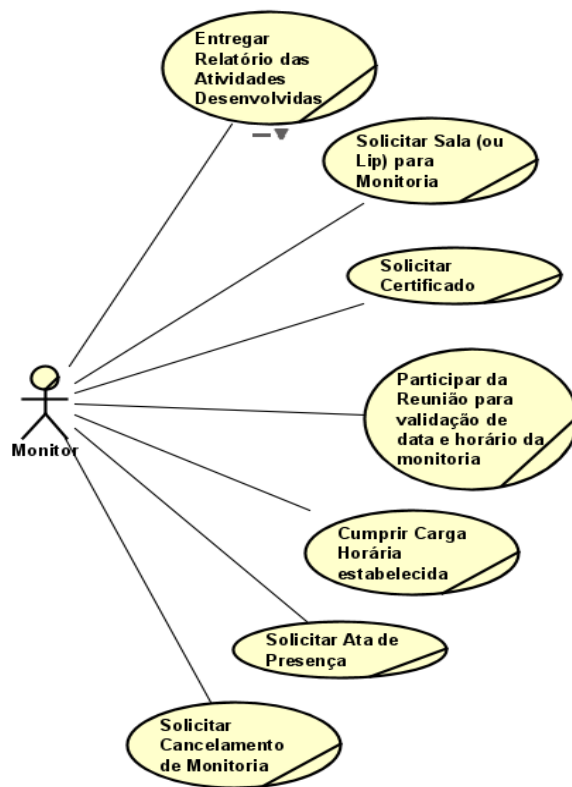 Entregar
Relatório das
Atividades
Desenvolvidas
Solicitar Sala (ou
Lip) para
Monitoria
Solicitar
Certificado
Participar da
Reunião para
validação de
data e horário da
monitoria
Monitor
Cumprir Carga
Horária
estabelecida
Solicitar Ata de
Presença
Solicitar
Cancelamento
de Monitoria